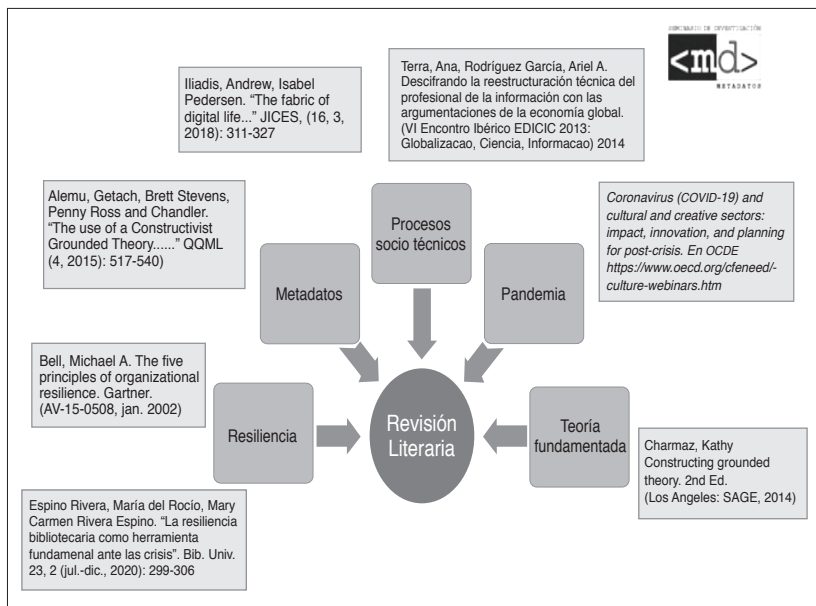 SEMINARIO DE INVESTIGACIÓN
<md>
METADATOS
Iliadis, Andrew, Isabel
Pedersen. “The fabric of
digital life...” JICES, (16, 3,
2018): 311-327
Terra, Ana, Rodríguez García, Ariel A.
Descifrando la reestructuración técnica del
profesional de la información con las
argumentaciones de la economía global.
(VI Encontro Ibérico EDICIC 2013:
Globalizacao, Ciencia, Informacao) 2014
Alemu, Getach, Brett Stevens,
Penny Ross and Chandler.
“The use of a Constructivist
Grounded Theory......” QQML
(4, 2015): 517-540)
Metadatos
Procesos
socio técnicos
Pandemia
Coronavirus (COVID-19) and
cultural and creative sectors:
impact, innovation, and planning
for post-crisis. En OCDE
https://www.oecd.org/cfeneed/-
culture-webinars.htm
Bell, Michael A. The five
principles of organizational
resilience. Gartner.
(AV-15-0508, jan. 2002)
Resiliencia
Revisión
Literaria
Teoría
fundamentada
Charmaz, Kathy
Constructing grounded
theory. 2nd Ed.
(Los Angeles: SAGE, 2014)
Espino Rivera, María del Rocío, Mary
Carmen Rivera Espino. “La resiliencia
bibliotecaria como herramienta
fundamenal ante las crisis”. Bib. Univ.
23, 2 (jul.-dic., 2020): 299-306